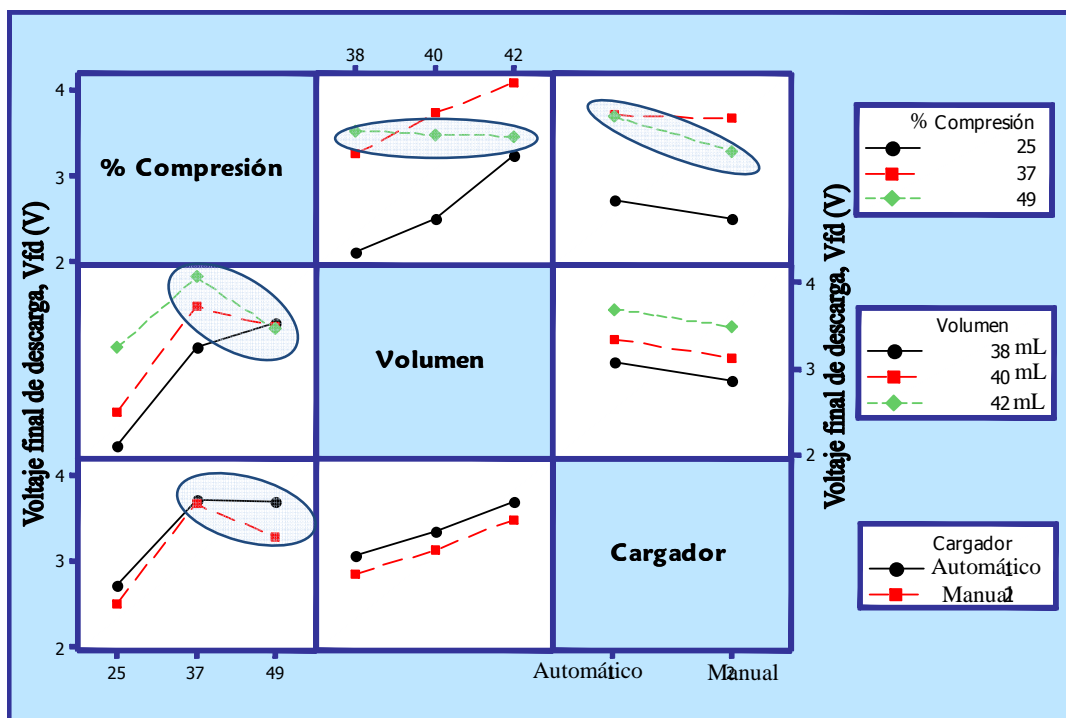 38 40 42
4
3
2
% Compresión
Voltaje final de descarga, Vfd (V)
Volumen
4
3
2
Voltaje final de descarga, Vfd (V)
4
3
2
Cargador
25 37 49
Automático 1 Manual 2
% Compresión
25
37
49
Volumen
38 mL
40 mL
42 mL
Cargador
Automático 1
Manual 2